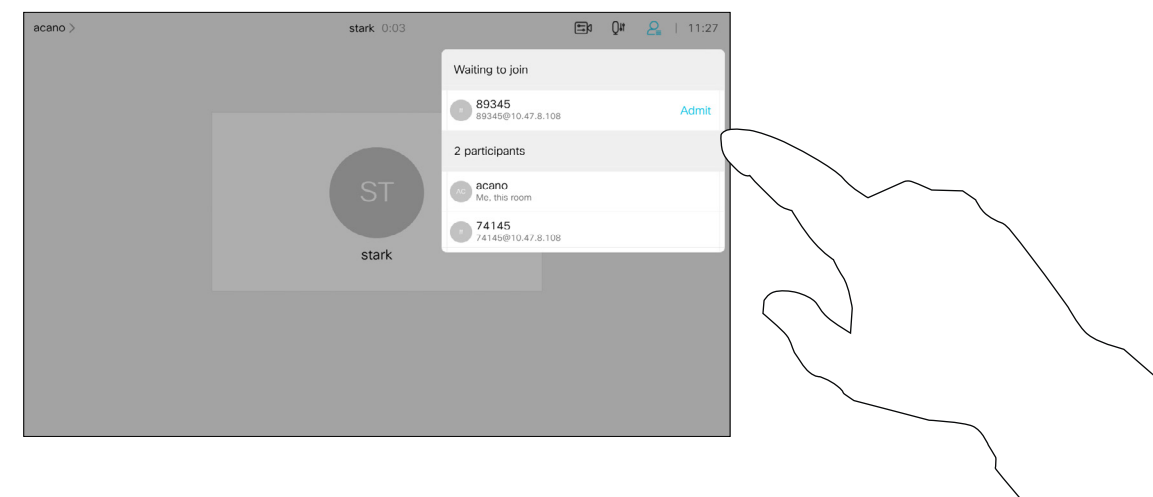 acano >
stark 0:03
11:27
Waiting to join
89345
89345@10.47.8.108
Admit
2 participants
AC
acano
Me, this room
74145
74145@10.47.8.108
ST
stark